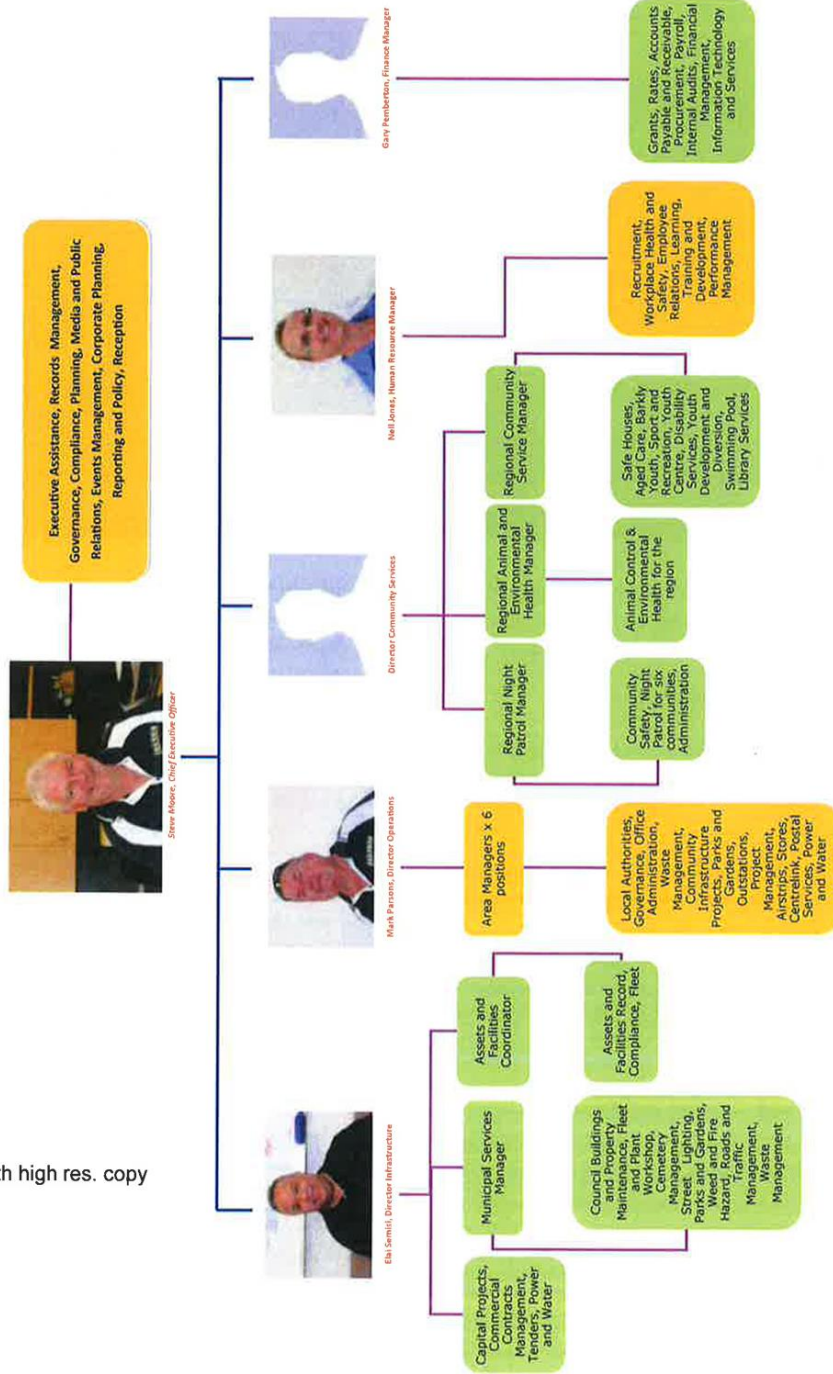 Executive Assistance, Records Management,
Governance, Compliance, Planning, Media and Public
Relations, Events Management, Corporate Planning,
Reporting and Policy, Reception
Steve Moore, Chief Executive Officer
Elai Semisi, Director Infrastructure
Mark Parsons, Director Operations
Director Community Services
Neil Jones, Human Resource Manager
Gary Pemberton, Finance Manager
Capital Projects,
Commercial
Contracts
Management,
Tenders, Power
and Water
Municipal Services
Manager
Council Buildings
and Property
Maintenance, Fleet
and Plant
Workshop,
Cemetery
Management,
Street Lighting,
Parks and Gardens,
Weed and Fire
Hazard, Roads and
Traffic
Management,
Waste
Management
Assets and
Facilities
Coordinator
Assets and
Facilities Record,
Compliance, Fleet
Area Managers x 6
positions
Local Authorities,
Governance, Office
Administration,
Waste
Management,
Community
Infrastructure
Projects, Parks and
Gardens,
Outstations,
Project
Management,
Airstrips, Stores,
Centrelink, Postal
Services, Power
and Water
Regional Night
Patrol Manager
Community
Safety, Night
Patrol for six
communities,
Administration
Regional Animal and
Environmental
Health Manager
Animal Control &
Environmental
Health for the
region
Regional Community
Service Manager
Safe Houses,
Aged Care, Barkly
Youth, Sport and
Recreation, Youth
Centre, Disability
Services, Youth
Development and
Diversion,
Swimming Pool,
Library Services
Recruitment,
Workplace Health and
Safety, Employee
Relations, Learning,
Training and
Development,
Performance
Management
Grants, Rates, Accounts
Payable and Receivable,
Procurement, Payroll,
Internal Audits, Financial
Management,
Information Technology
and Services
th high res. copy